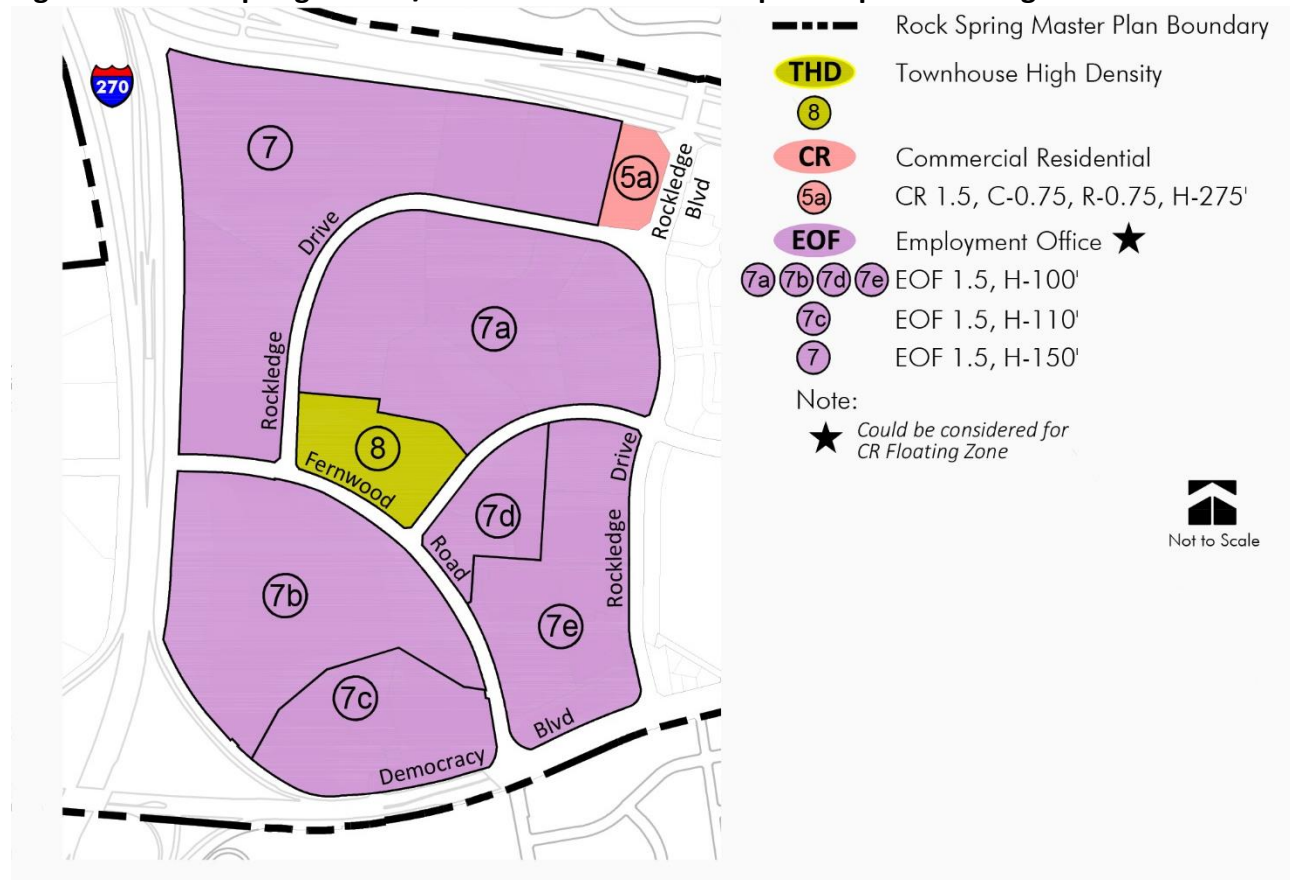 270
7
5a
Rockledge
Blvd
Drive
7a
Rockledge
8
Fernwood
Drive
7d
Road
7b
Rockledge
7e
7c
Blvd
Democracy
Rock Spring Master Plan Boundary
THD Townhouse High Density
8
CR Commercial Residential
5a CR 1.5, C-0.75, R-0.75, H-275'
EOF Employment Office ★
7a 7b 7d 7e EOF 1.5, H-100'
7c EOF 1.5, H-110'
7 EOF 1.5, H-150'
Note:
★ Could be considered for
CR Floating Zone
Not to Scale